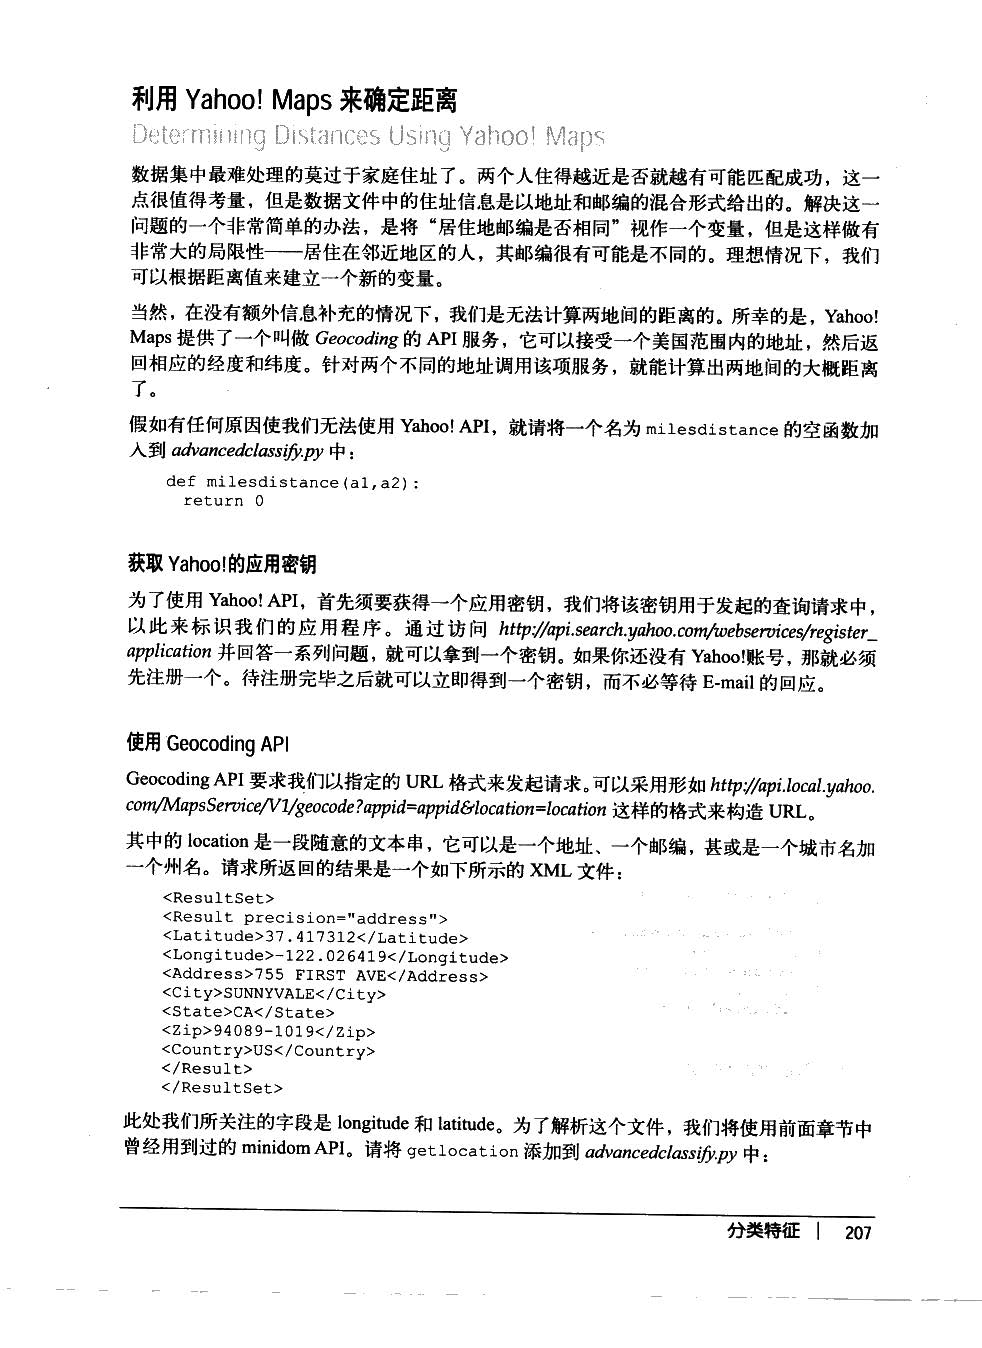 利用 Yahoo! Maps 来确定距离
Determining Distances Using Yahoo! Maps
数据集中最难处理的莫过于家庭住址了。两个人住得越近是否就越有可能匹配成功，这一
点很值得考量，但是数据文件中的住址信息是以地址和邮编的混合形式给出的。解决这一
问题的一个非常简单的办法，是将“居住地邮编是否相同”视作一个变量，但是这样做有
非常大的局限性——居住在邻近地区的人，其邮编很有可能是不同的。理想情况下，我们
可以根据距离值来建立一个新的变量。
当然，在没有额外信息补充的情况下，我们是无法计算两地间的距离的。所幸的是，Yahoo!
Maps 提供了一个叫做 Geocoding 的 API 服务，它可以接受一个美国范围内的地址，然后返
回相应的经度和纬度。针对两个不同的地址调用该项服务，就能计算出两地间的大概距离
了。
假如有任何原因使我们无法使用 Yahoo! API，就请将一个名为 milesdistance 的空函数加
入到 advancedclassify.py 中：
def milesdistance(a1,a2):
  return 0
获取 Yahoo!的应用密钥
为了使用 Yahoo! API，首先须要获得一个应用密钥，我们将该密钥用于发起的查询请求中，
以此来标识我们的应用程序。通过访问 http://api.search.yahoo.com/webservices/register_
application 并回答一系列问题，就可以拿到一个密钥。如果你还没有 Yahoo!账号，那就必须
先注册一个。待注册完毕之后就可以立即得到一个密钥，而不必等待 E-mail 的回应。
使用 Geocoding API
Geocoding API 要求我们以指定的 URL 格式来发起请求。可以采用形如 http://api.local.yahoo.
com/MapsService/V1/geocode?appid=appid&location=location 这样的格式来构造 URL。
其中的 location 是一段随意的文本串，它可以是一个地址、一个邮编，甚或是一个城市名加
一个州名。请求所返回的结果是一个如下所示的 XML 文件：
<ResultSet>
<Result precision="address">
<Latitude>37.417312</Latitude>
<Longitude>-122.026419</Longitude>
<Address>755 FIRST AVE</Address>
<City>SUNNYVALE</City>
<State>CA</State>
<Zip>94089-1019</Zip>
<Country>US</Country>
</Result>
</ResultSet>
此处我们所关注的字段是 longitude 和 latitude。为了解析这个文件，我们将使用前面章节中
曾经用到过的 minidom API。请将 getlocation 添加到 advancedclassify.py 中：
分类特征 | 207